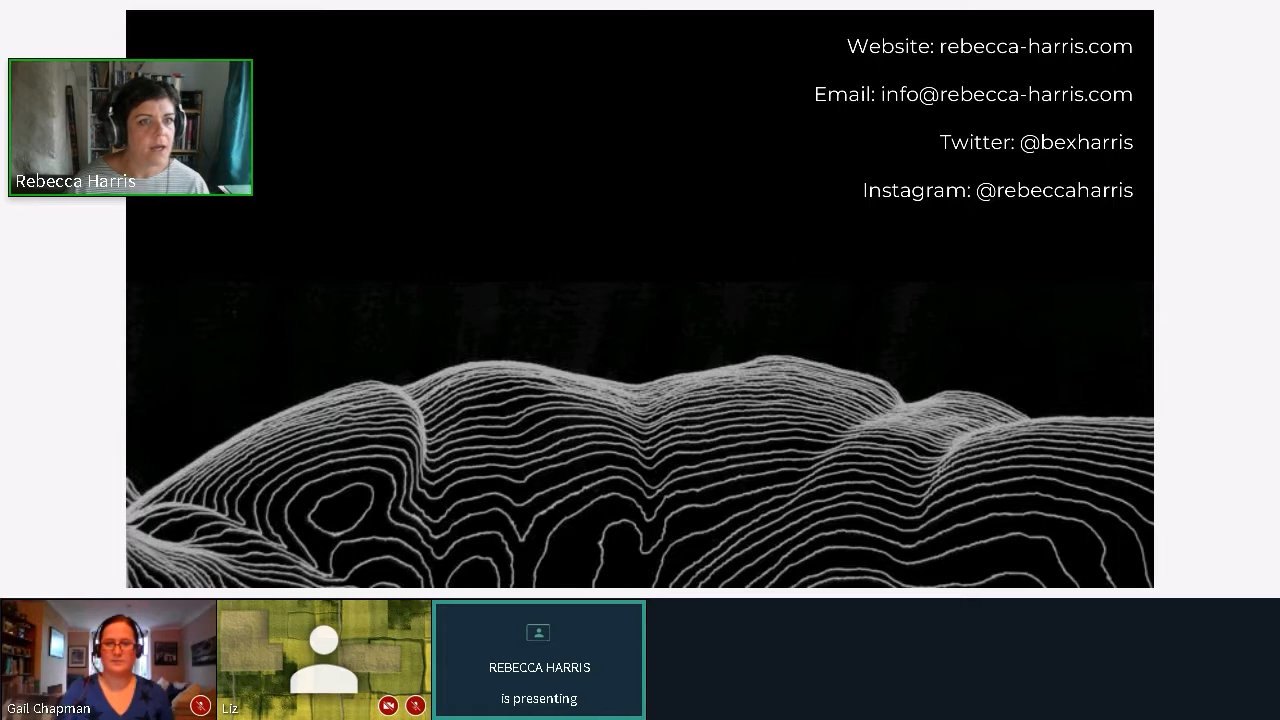 Website: rebecca-harris.com
Email: info@rebecca-harris.com
Twitter: @bexharris
Instagram: @rebeccaharris
Rebecca Harris
Gail Chapman
Liz
REBECCA HARRIS
is presenting